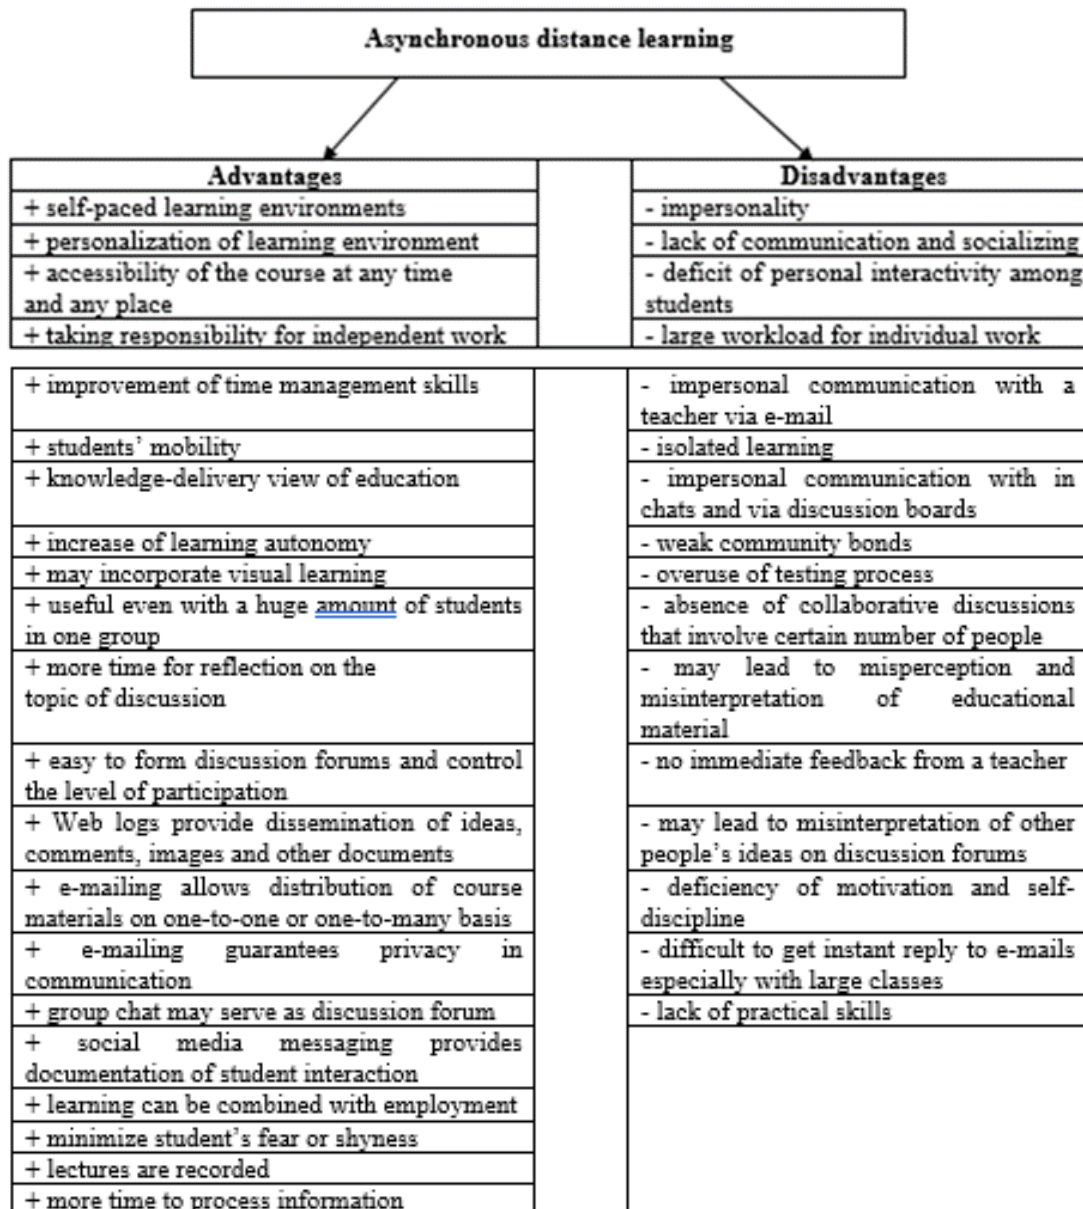 Asynchronous distance learning
Advantages
+ self-paced learning environments
+ personalization of learning environment
+ accessibility of the course at any time
and any place
+ taking responsibility for independent work
Disadvantages
- impersonality
- lack of communication and socializing
- deficit of personal interactivity among
students
- large workload for individual work
+ improvement of time management skills
+ students' mobility
+ knowledge-delivery view of education
+ increase of learning autonomy
+ may incorporate visual learning
+ useful even with a huge amount of students
in one group
+ more time for reflection on the
topic of discussion
+ easy to form discussion forums and control
the level of participation
+ Web logs provide dissemination of ideas,
comments, images and other documents
+ e-mailing allows distribution of course
materials on one-to-one or one-to-many basis
+ e-mailing guarantees privacy in
communication
+ group chat may serve as discussion forum
+ social media messaging provides
documentation of student interaction
+ learning can be combined with employment
+ minimize student's fear or shyness
+ lectures are recorded
+ more time to process information
- impersonal communication with a
teacher via e-mail
- isolated learning
- impersonal communication with in
chats and via discussion boards
- weak community bonds
- overuse of testing process
- absence of collaborative discussions
that involve certain number of people
- may lead to misperception and
misinterpretation of educational
material
- no immediate feedback from a teacher
- may lead to misinterpretation of other
people's ideas on discussion forums
- deficiency of motivation and self-
discipline
- difficult to get instant reply to e-mails
especially with large classes
- lack of practical skills